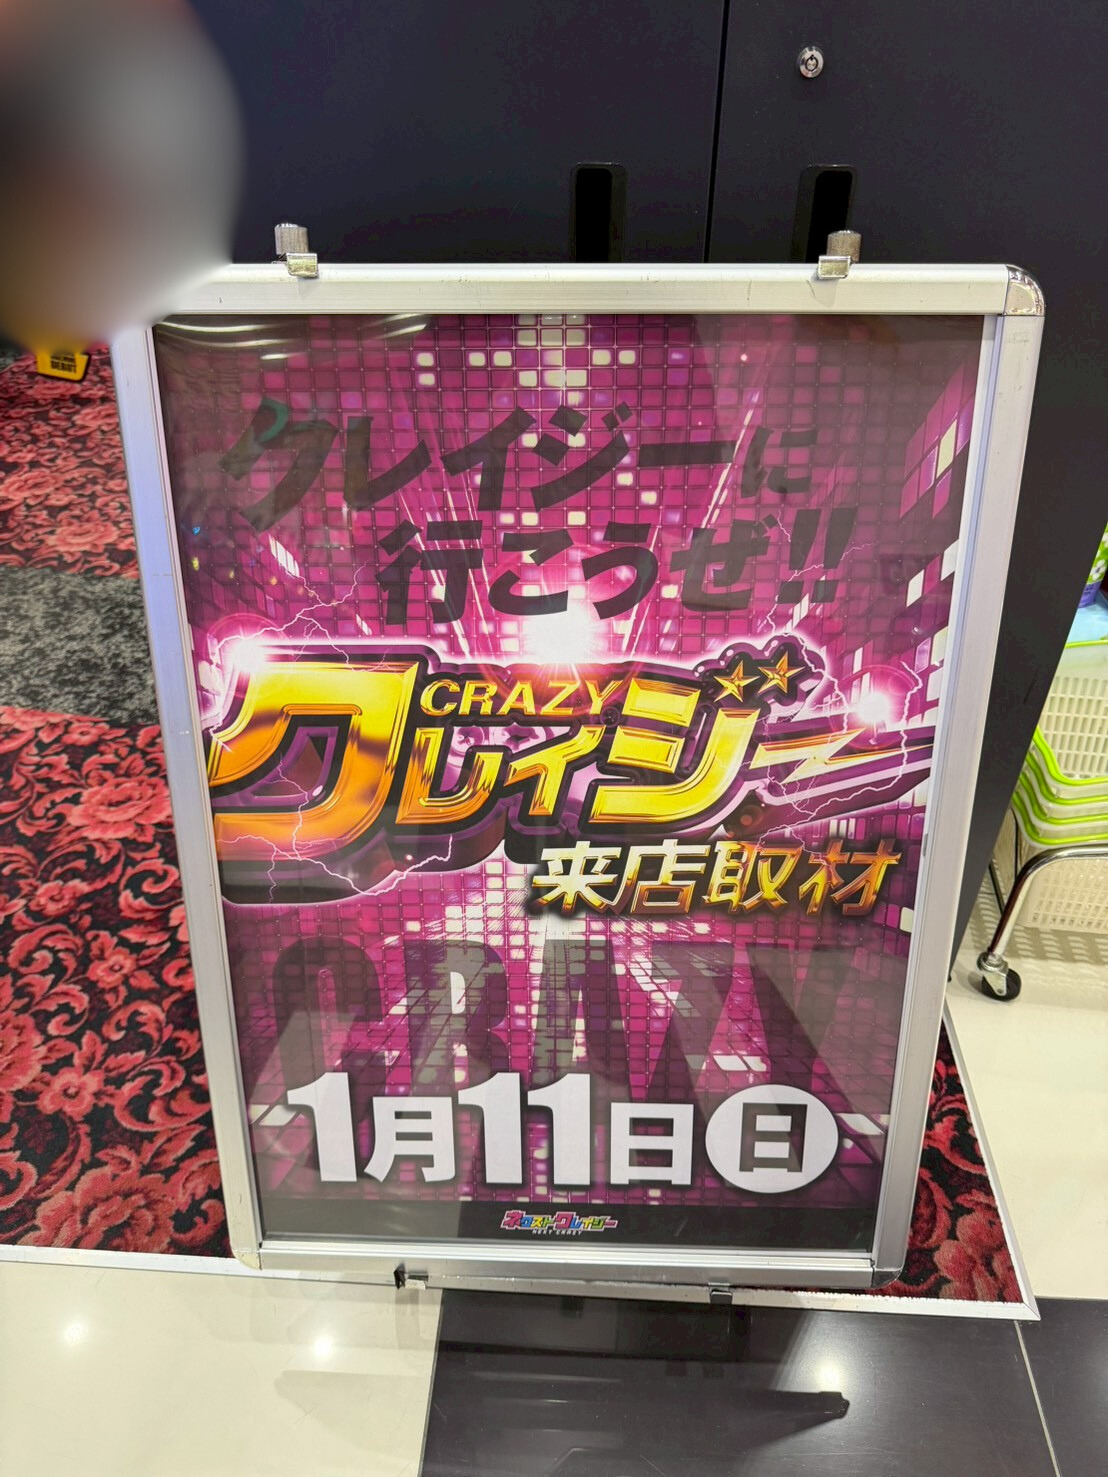 クレイジーに
行こうぜ!!
CRAZY
クレイジー
来店取材
CRAZY
1月11日(日)
ネクストクレイジー
NEXT CRAZY
DEBUT